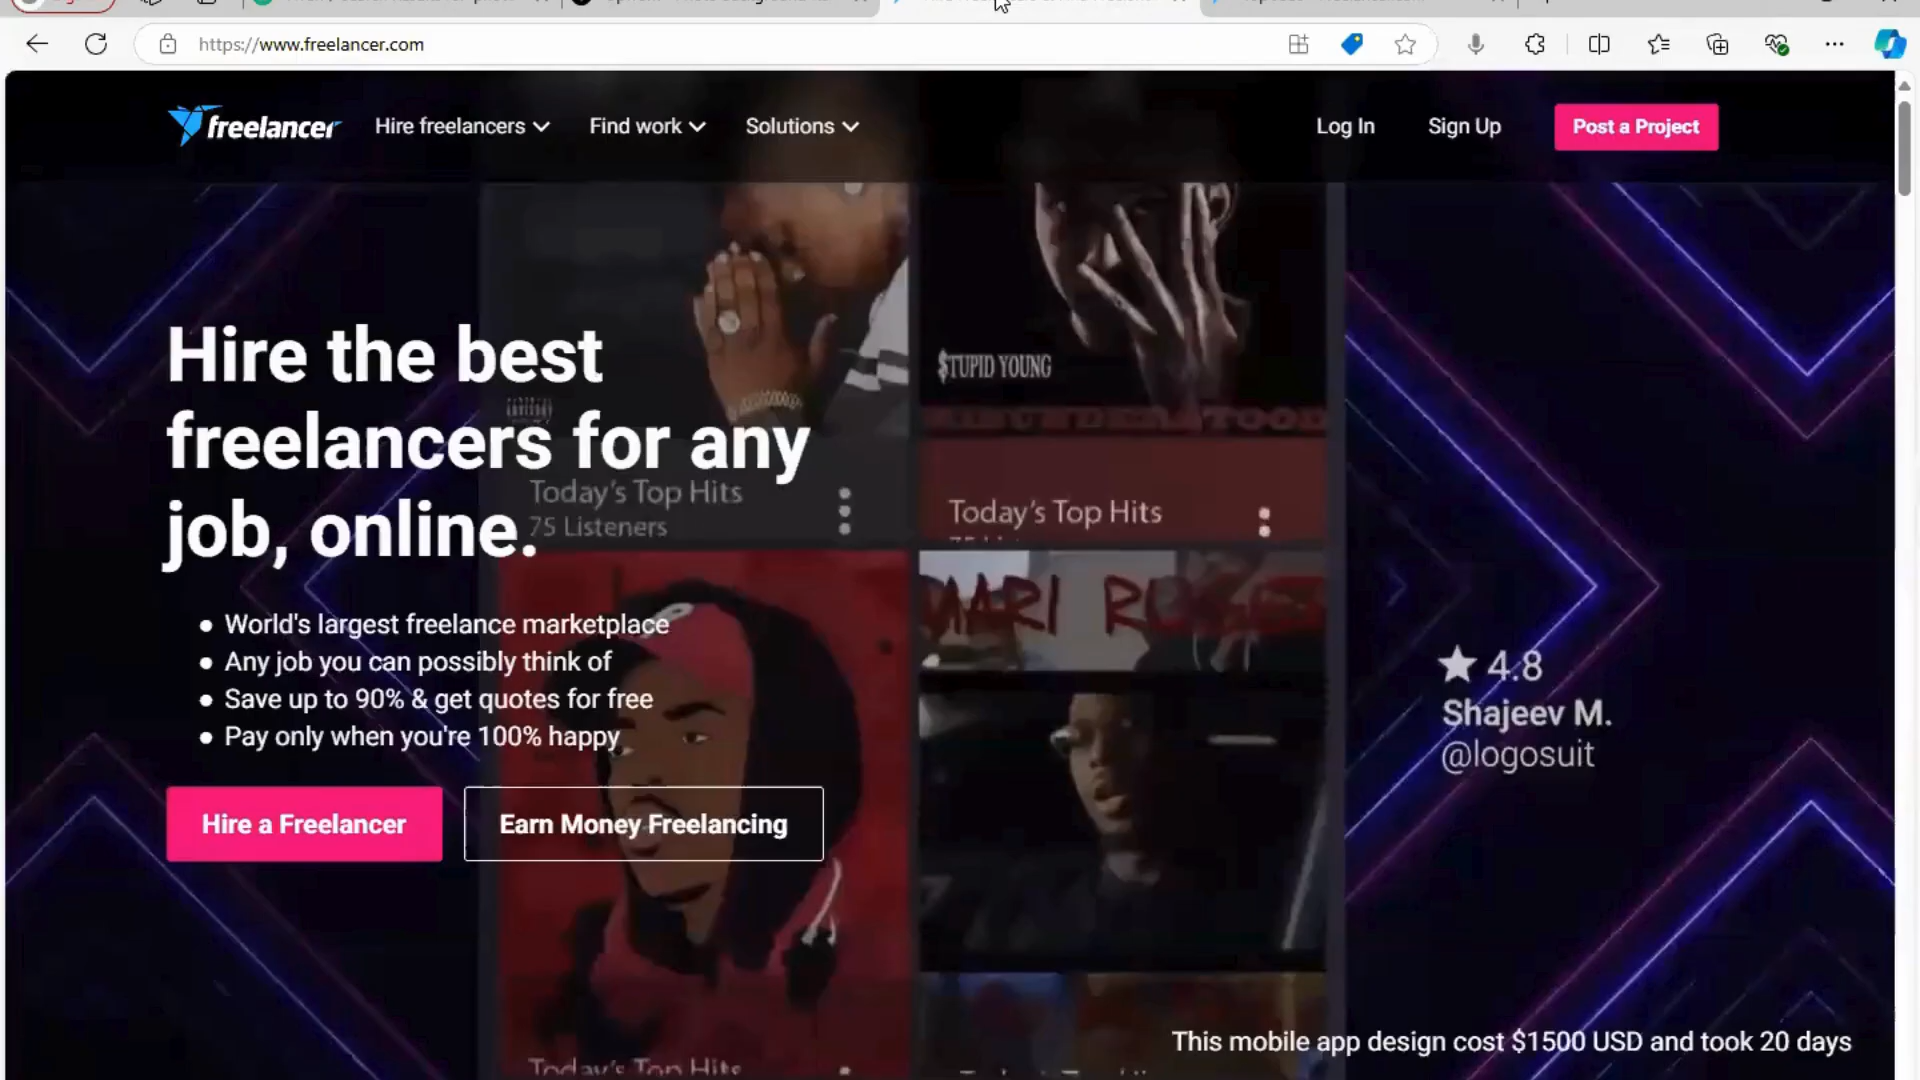 https://www.freelancer.com
freelancer
Hire freelancers
Find work
Solutions
Log In
Sign Up
Post a Project
Hire the best
freelancers for any
job, online.
World's largest freelance marketplace
Any job you can possibly think of
Save up to 90% & get quotes for free
Pay only when you're 100% happy
Hire a Freelancer
Earn Money Freelancing
Today's Top Hits
75 Listeners
$TUPID YOUNG
Today's Top Hits
MARI
Today's Top Hits
4.8
Shajeev M.
@logosuit
This mobile app design cost $1500 USD and took 20 days